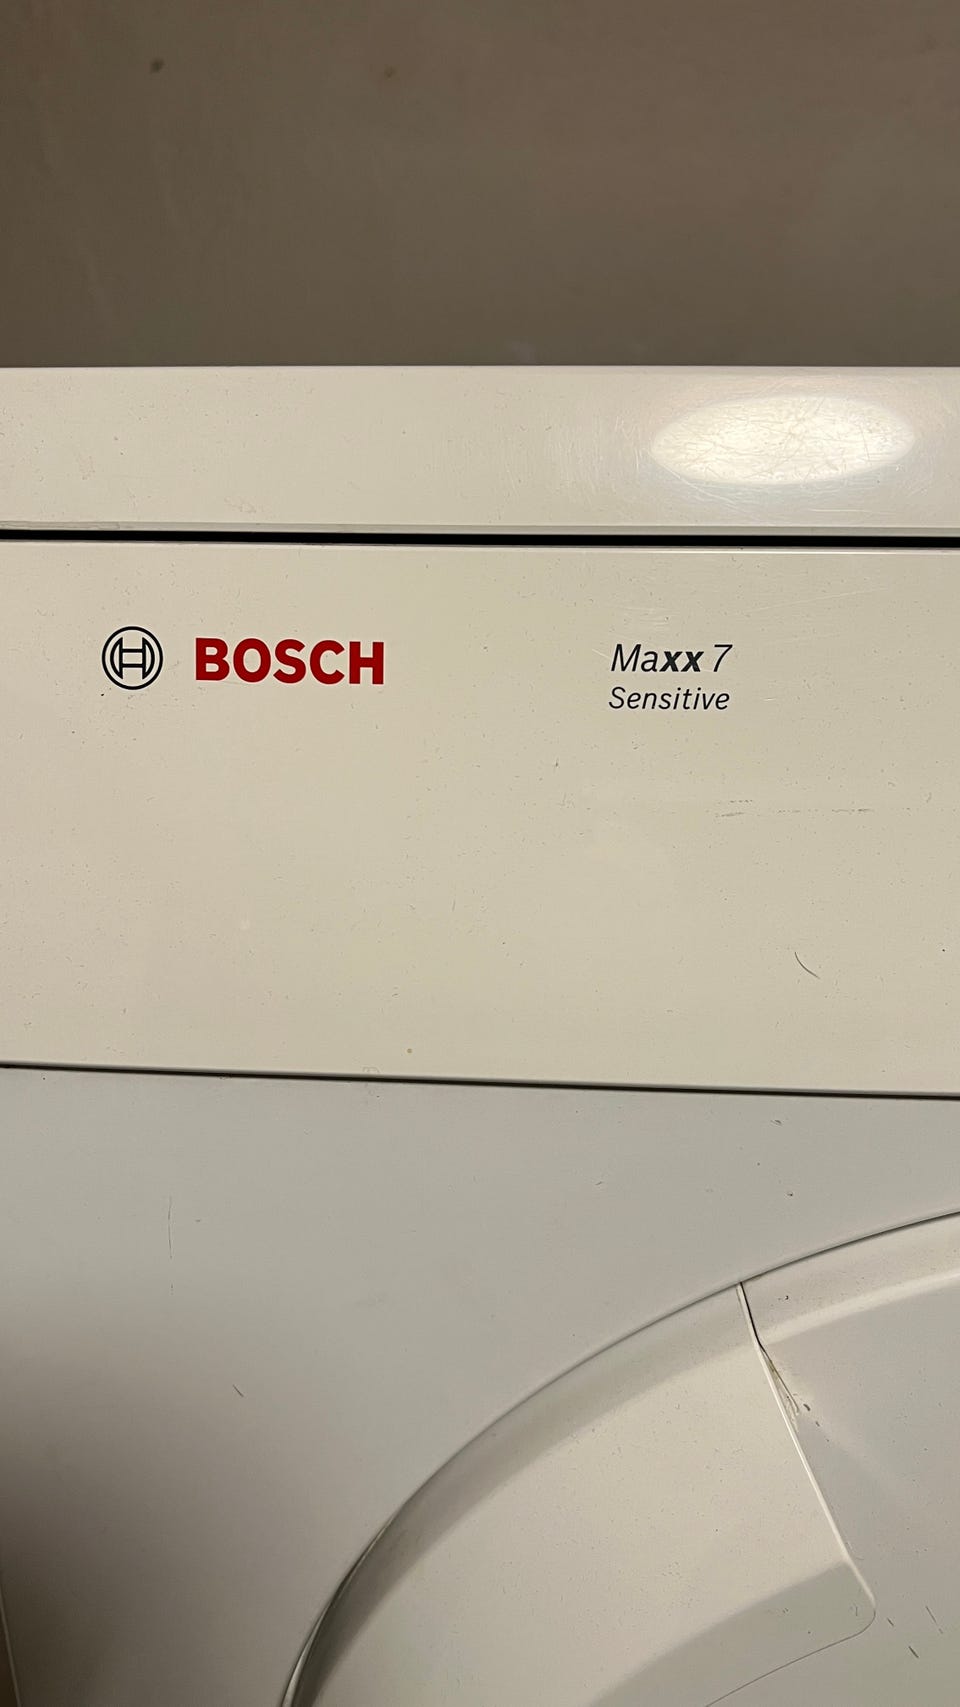 BOSCH
Maxx 7
Sensitive